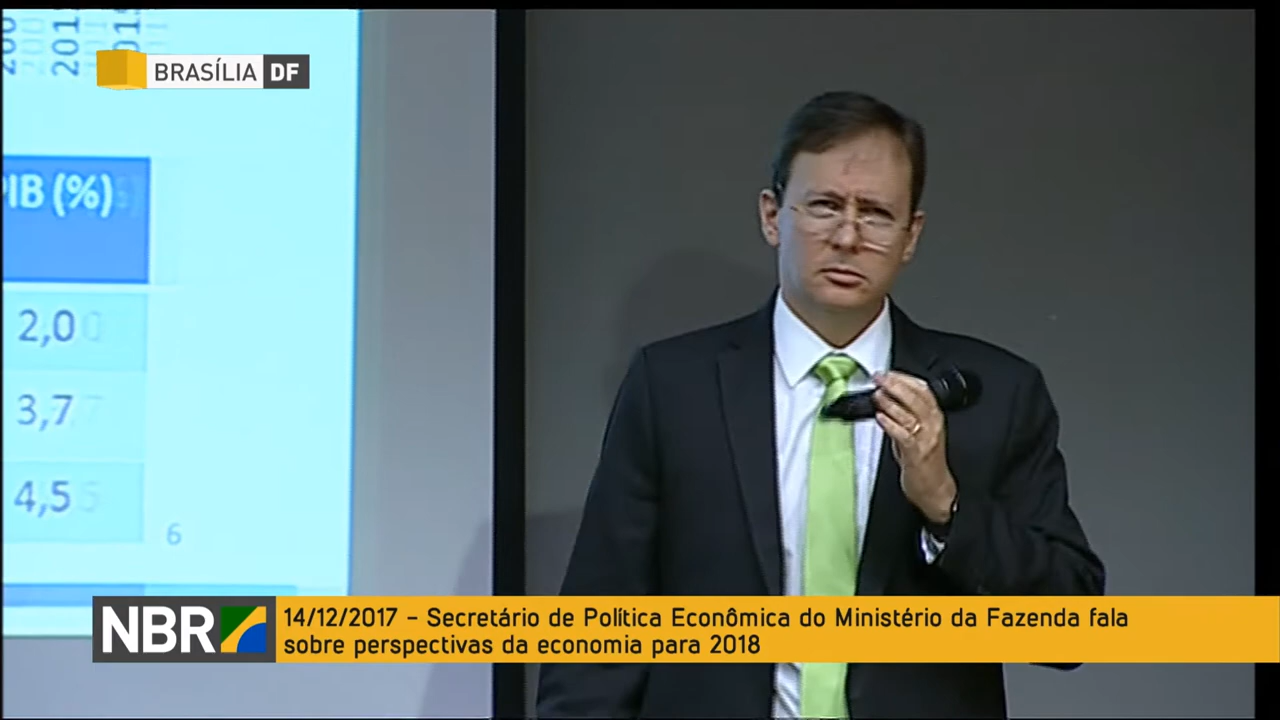 BRASÍLIA DF
PIB (%)
2,0
3,7
4,5
6
NBR
14/12/2017 - Secretário de Política Econômica do Ministério da Fazenda fala
sobre perspectivas da economia para 2018